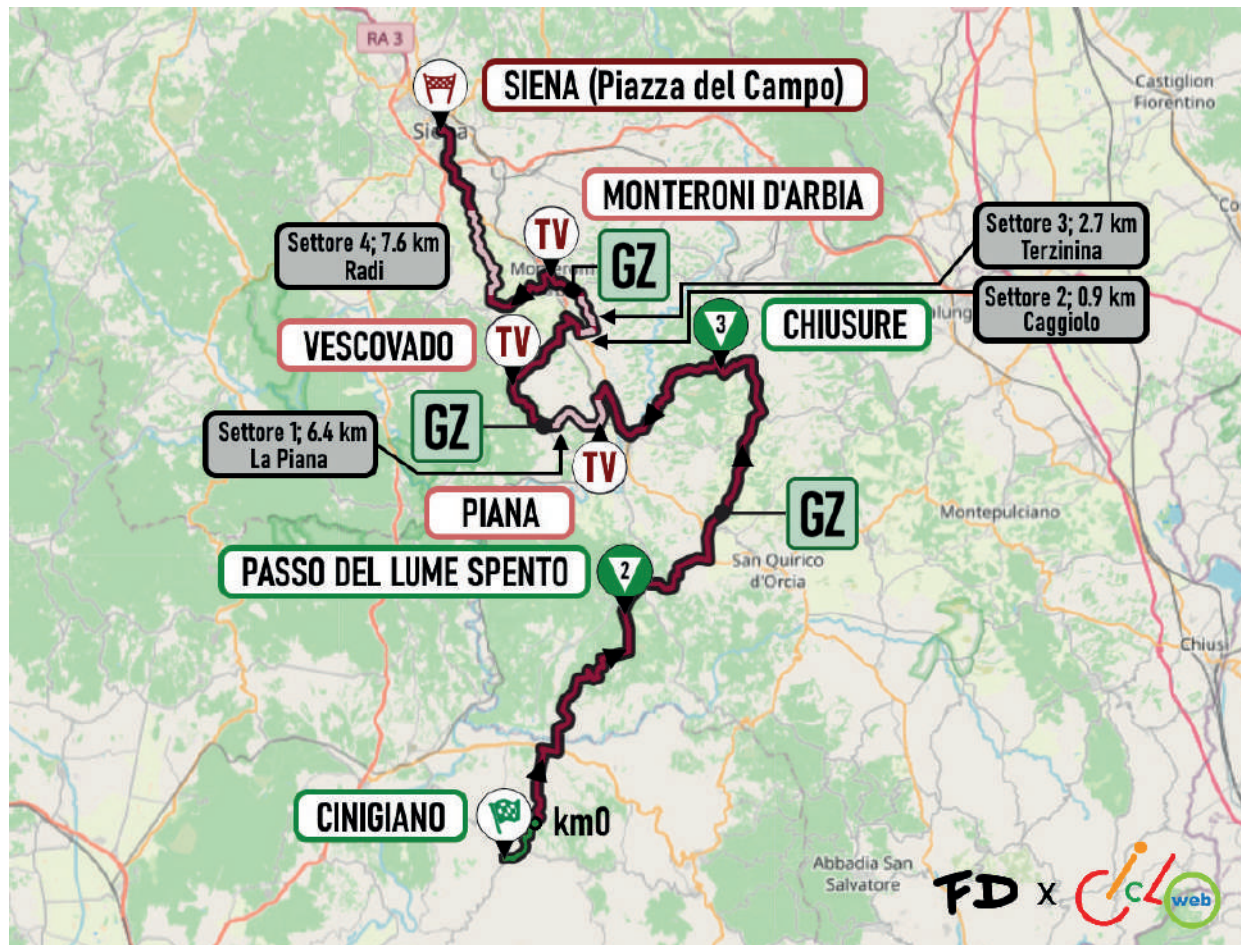 RA 3
SIENA (Piazza del Campo)
Castiglion
Fiorentino
Siena
MONTERONI D'ARBIA
Settore 4; 7.6 km
Radi
TV
GZ
Settore 3; 2.7 km
Terzinina
Settore 2; 0.9 km
Caggiolo
VESCOVADO
TV
3
CHIUSURE
GZ
Settore 1; 6.4 km
La Piana
TV
PIANA
GZ
Montepulciano
PASSO DEL LUME SPENTO
2
San Quirico
d'Orcia
Chiusi
CINIGIANO
km0
Abbadia San
Salvatore
FD x Ciclo
web